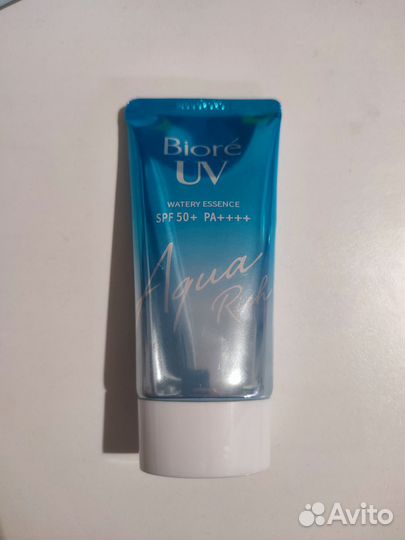 Bioré
UV
WATERY ESSENCE
SPF 50+ PA++++
Aqua
Rich
Avito